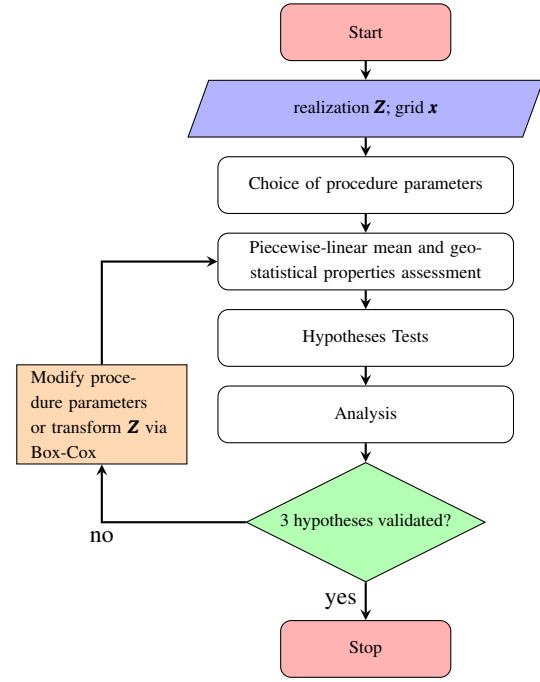 Start
realization Z; grid x
Choice of procedure parameters
Piecewise-linear mean and geo-
statistical properties assessment
Hypotheses Tests
Modify proce-
dure parameters
or transform Z via
Box-Cox
Analysis
3 hypotheses validated?
no
yes
Stop